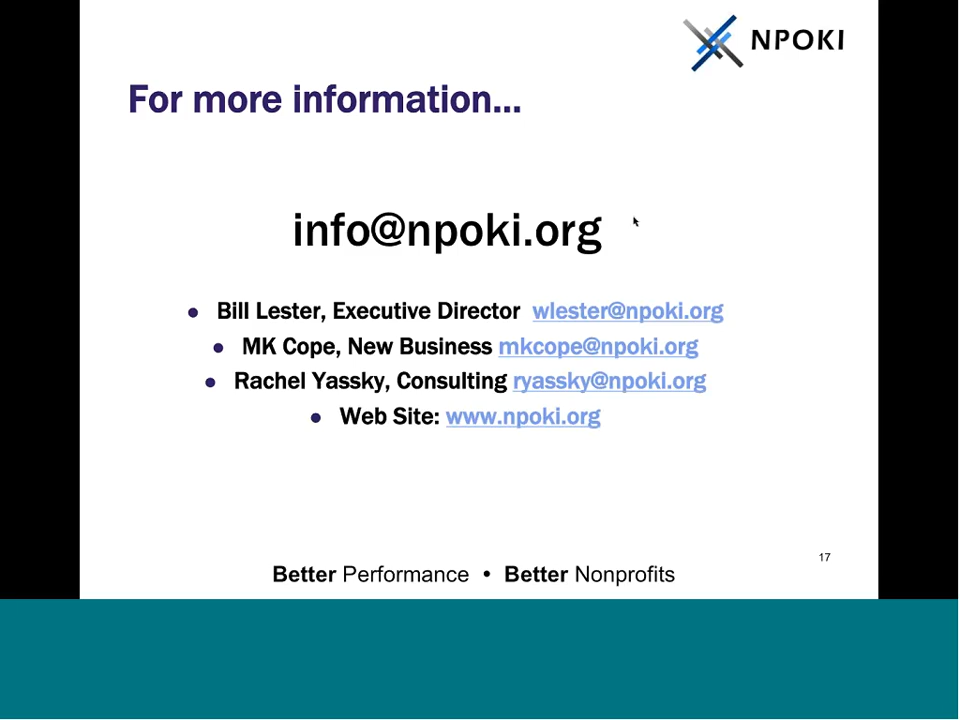 NPOKI
For more information...
info@npoki.org
● Bill Lester, Executive Director wlester@npoki.org
● MK Cope, New Business mkcope@npoki.org
● Rachel Yassky, Consulting ryassky@npoki.org
● Web Site: www.npoki.org
17
Better Performance • Better Nonprofits